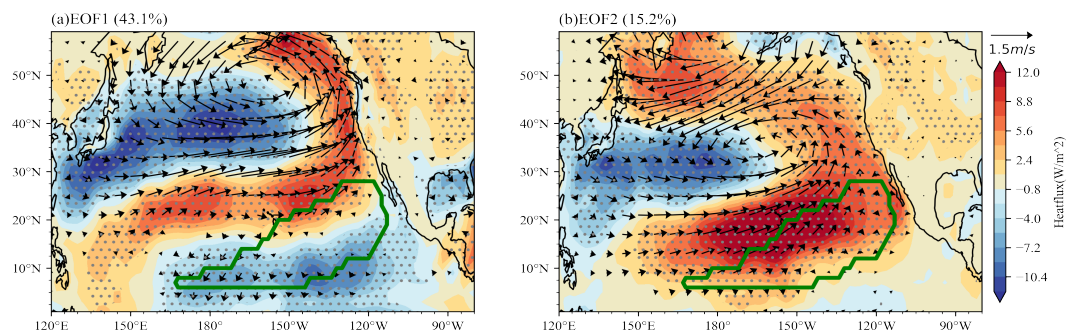 (a)EOF1 (43.1%)
(b)EOF2 (15.2%)
50°N
40°N
30°N
20°N
10°N
120°E 150°E 180° 150°W 120°W 90°W
50°N
40°N
30°N
20°N
10°N
120°E 150°E 180° 150°W 120°W 90°W
1.5m/s
12.0
8.8
5.6
2.4
−0.8
−4.0
−7.2
−10.4
Heatflux(W/m^2)